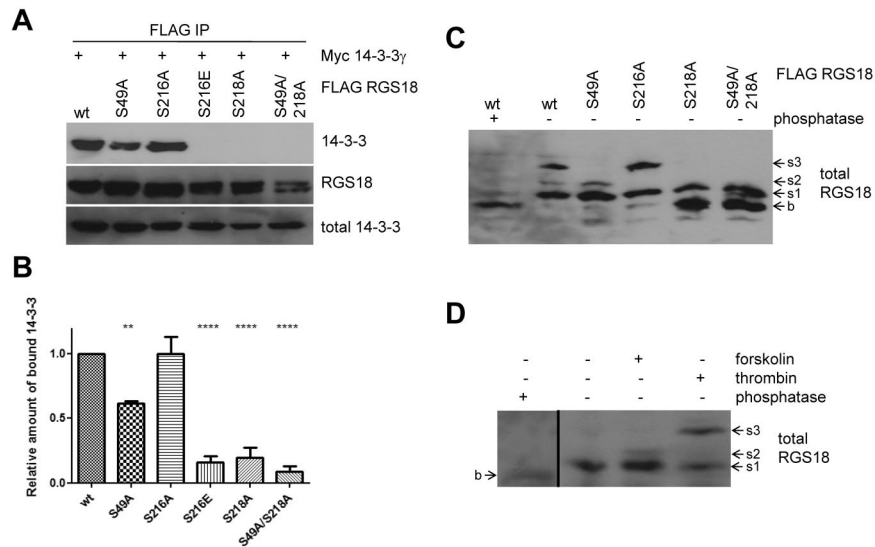 A
FLAG IP
+ + + + + + Myc 14-3-3γ
wt S49A S216A S216E S218A S49A/218A FLAG RGS18
14-3-3
RGS18
total 14-3-3
B
Relative amount of bound 14-3-3
1.0
0.5
0.0
** **** **** ****
wt S49A S216A S216E S218A S49A/S218A
C
wt wt S49A S216A S218A S49A/218A FLAG RGS18
+ - - - - - phosphatase
s3
s2
s1
b
total RGS18
D
- - + - forskolin
- - - + thrombin
+ - - - phosphatase
s3
s2
s1
b
total RGS18